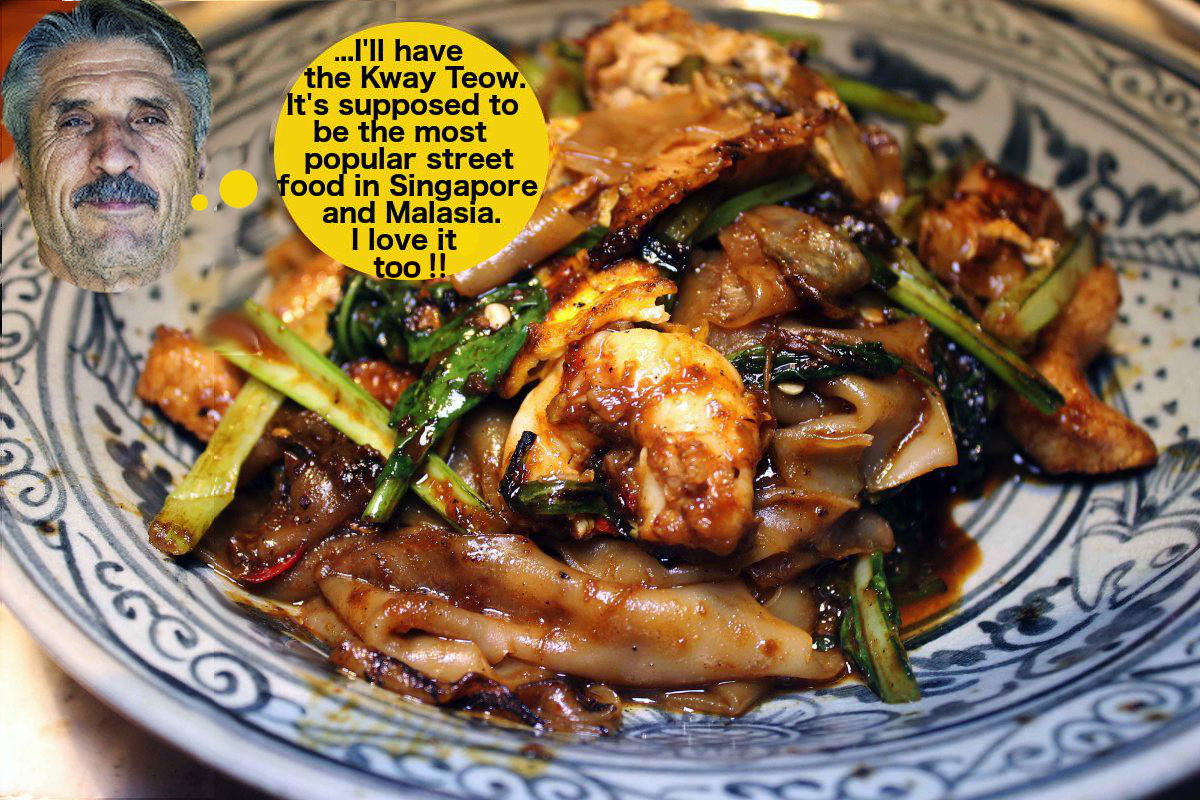 ...I'll have
the Kway Teow.
It's supposed to
be the most
popular street
food in Singapore
and Malasia.
I love it
too !!